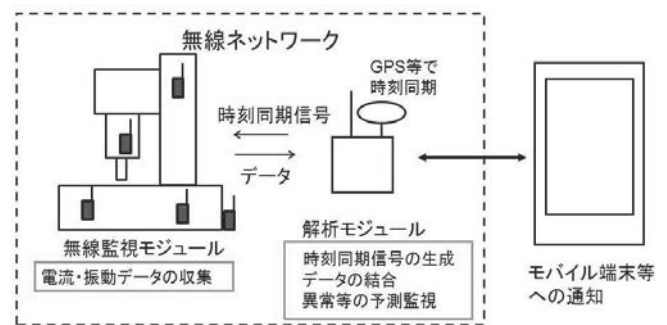 無線ネットワーク
GPS等で
時刻同期
時刻同期信号
データ
無線監視モジュール
電流・振動データの収集
解析モジュール
時刻同期信号の生成
データの結合
異常等の予測監視
モバイル端末等
への通知